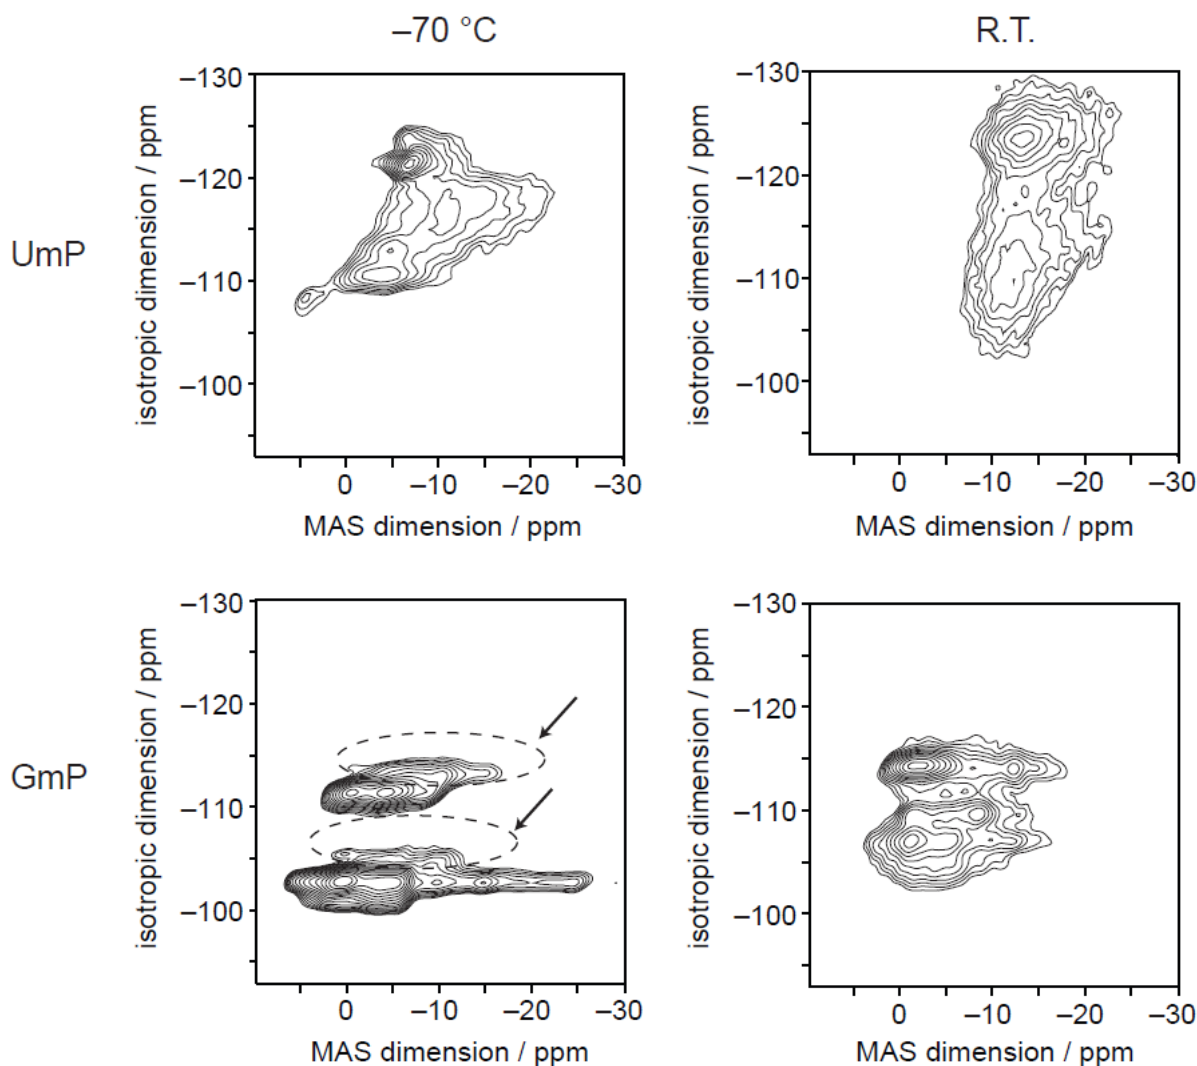 –70 °C
R.T.
UmP
isotropic dimension / ppm
–130
–120
–110
–100
0
–10
–20
–30
MAS dimension / ppm
isotropic dimension / ppm
–130
–120
–110
–100
0
–10
–20
–30
MAS dimension / ppm
GmP
isotropic dimension / ppm
–130
–120
–110
–100
0
–10
–20
–30
MAS dimension / ppm
isotropic dimension / ppm
–130
–120
–110
–100
0
–10
–20
–30
MAS dimension / ppm